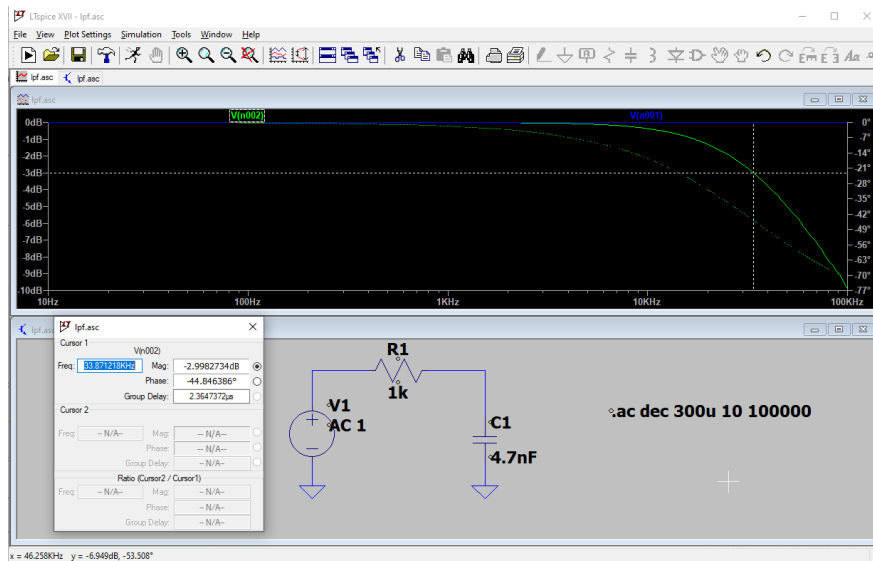 LTspice XVII - lpf.asc
File View Plot Settings Simulation Tools Window Help
lpf.asc lpf.asc
lpf.asc
V(n002) V(n001)
0dB
-1dB
-2dB
-3dB
-4dB
-5dB
-6dB
-7dB
-8dB
-9dB
-10dB
0°
-7°
-14°
-21°
-28°
-35°
-42°
-49°
-56°
-63°
-70°
-77°
10Hz 100Hz 1KHz 10KHz 100KHz
lpf.asc
lpf.asc
Cursor 1
V(n002)
Freq: 33.871218KHz Mag: -2.9982734dB
Phase: -44.846386°
Group Delay: 2.3647372µs
Cursor 2
Freq: -- N/A-- Mag: -- N/A--
Phase: -- N/A--
Group Delay: -- N/A--
Ratio (Cursor2 / Cursor1)
Freq: -- N/A-- Mag: -- N/A--
Phase: -- N/A--
Group Delay: -- N/A--
R1
1k
V1
AC 1
C1
4.7nF
.ac dec 300u 10 100000
x = 46.258KHz y = -6.949dB, -53.508°